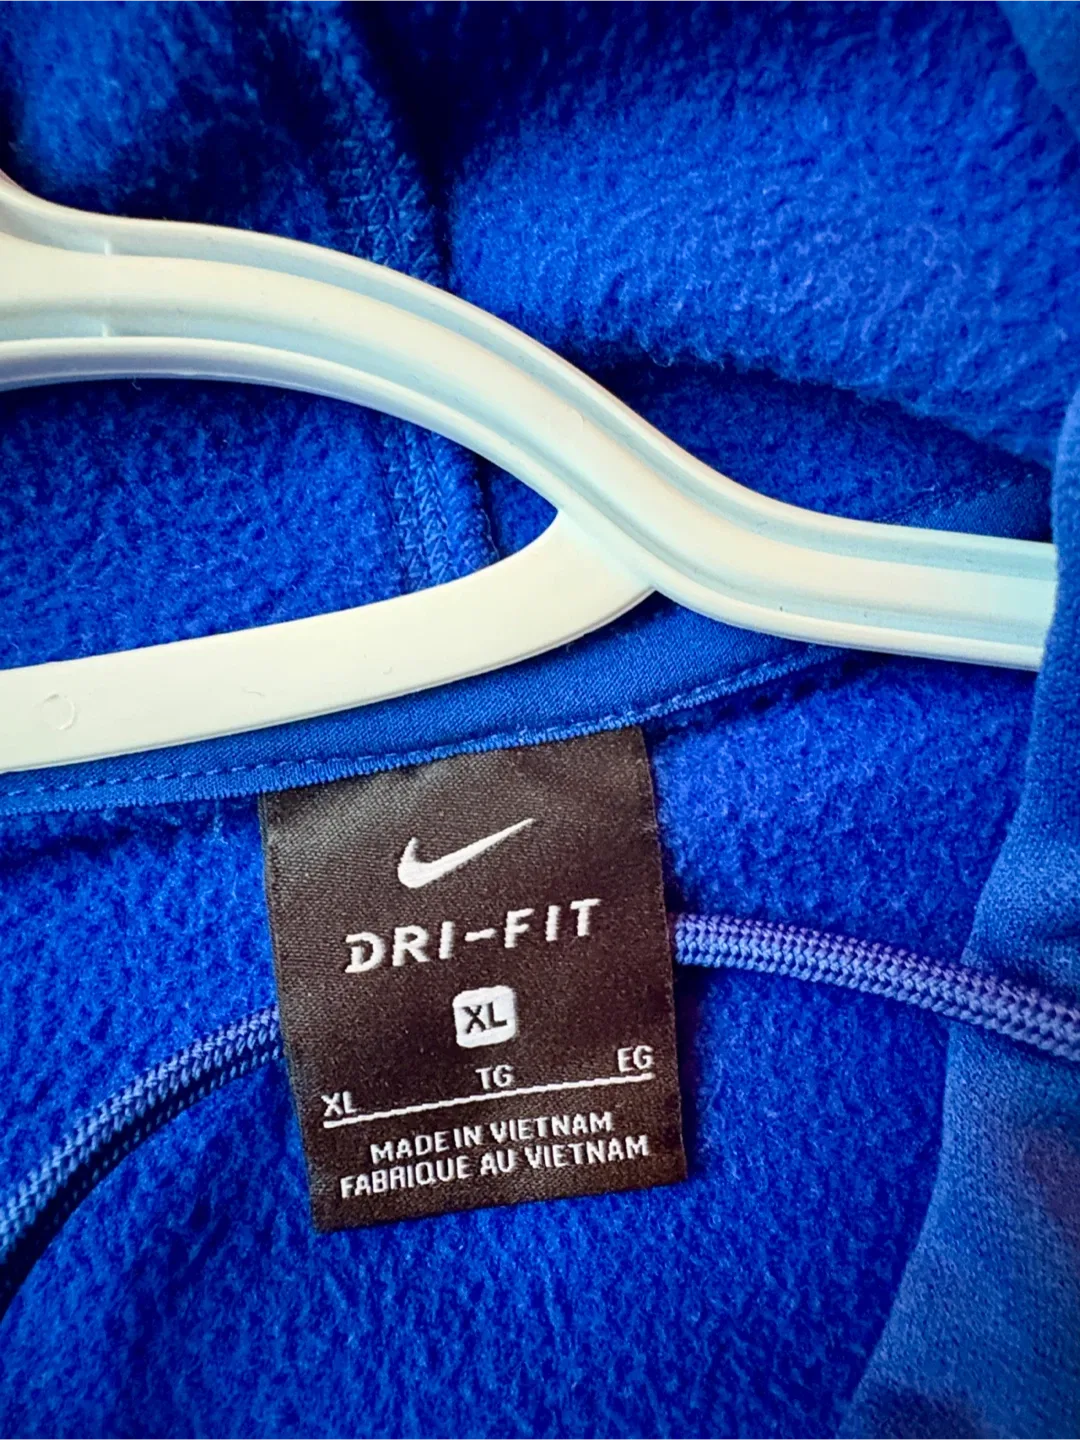 DRI-FIT
XL
XL TG EG
MADE IN VIETNAM
FABRIQUE AU VIETNAM